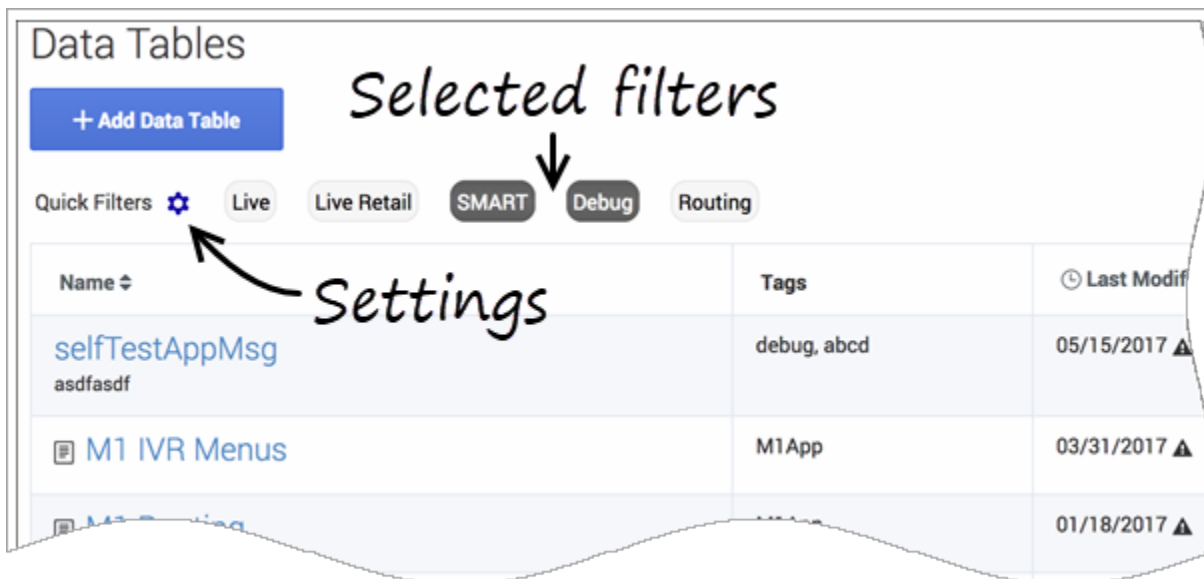 Data Tables
+ Add Data Table
Selected filters
Quick Filters Live Live Retail SMART Debug Routing
Settings
Name Tags Last Modif
selfTestAppMsg debug, abcd 05/15/2017
asdfasdf
M1 IVR Menus M1App 03/31/2017
01/18/2017